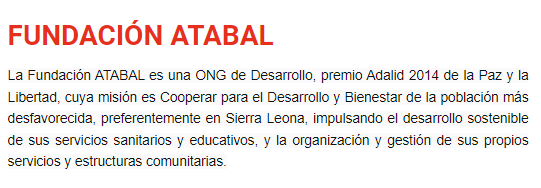 FUNDACIÓN ATABAL
La Fundación ATABAL es una ONG de Desarrollo, premio Adalid 2014 de la Paz y la
Libertad, cuya misión es Cooperar para el Desarrollo y Bienestar de la población más
desfavorecida, preferentemente en Sierra Leona, impulsando el desarrollo sostenible
de sus servicios sanitarios y educativos, y la organización y gestión de sus propios
servicios y estructuras comunitarias.